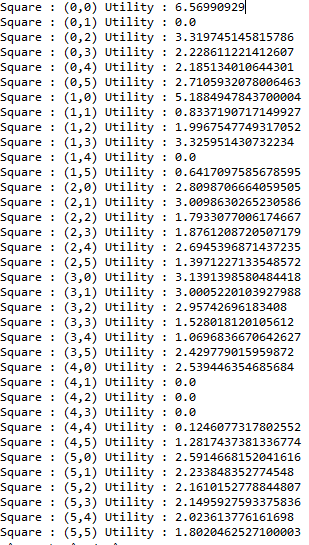 Square : (0,0) Utility : 6.56990929
Square : (0,1) Utility : 0.0
Square : (0,2) Utility : 3.319745145815786
Square : (0,3) Utility : 2.228611221412607
Square : (0,4) Utility : 2.185134010644301
Square : (0,5) Utility : 2.7105932078006463
Square : (1,0) Utility : 5.1884947843700004
Square : (1,1) Utility : 0.8337190717149927
Square : (1,2) Utility : 1.9967547749317052
Square : (1,3) Utility : 3.325951430732234
Square : (1,4) Utility : 0.0
Square : (1,5) Utility : 0.6417097585678595
Square : (2,0) Utility : 2.8098706664059505
Square : (2,1) Utility : 3.0098630265230586
Square : (2,2) Utility : 1.7933077006174667
Square : (2,3) Utility : 1.8761208720507179
Square : (2,4) Utility : 2.6945396871437235
Square : (2,5) Utility : 1.3971227133548572
Square : (3,0) Utility : 3.1391398580484418
Square : (3,1) Utility : 3.0005220103927988
Square : (3,2) Utility : 2.95742696183408
Square : (3,3) Utility : 1.528018120105612
Square : (3,4) Utility : 1.0696836670642627
Square : (3,5) Utility : 2.429779015959872
Square : (4,0) Utility : 2.539446354685684
Square : (4,1) Utility : 0.0
Square : (4,2) Utility : 0.0
Square : (4,3) Utility : 0.0
Square : (4,4) Utility : 0.1246077317802552
Square : (4,5) Utility : 1.2817437381336774
Square : (5,0) Utility : 2.5914668152041616
Square : (5,1) Utility : 2.233848352774548
Square : (5,2) Utility : 2.1610152778844807
Square : (5,3) Utility : 2.1495927593375836
Square : (5,4) Utility : 2.023613776161698
Square : (5,5) Utility : 1.8020462527100003